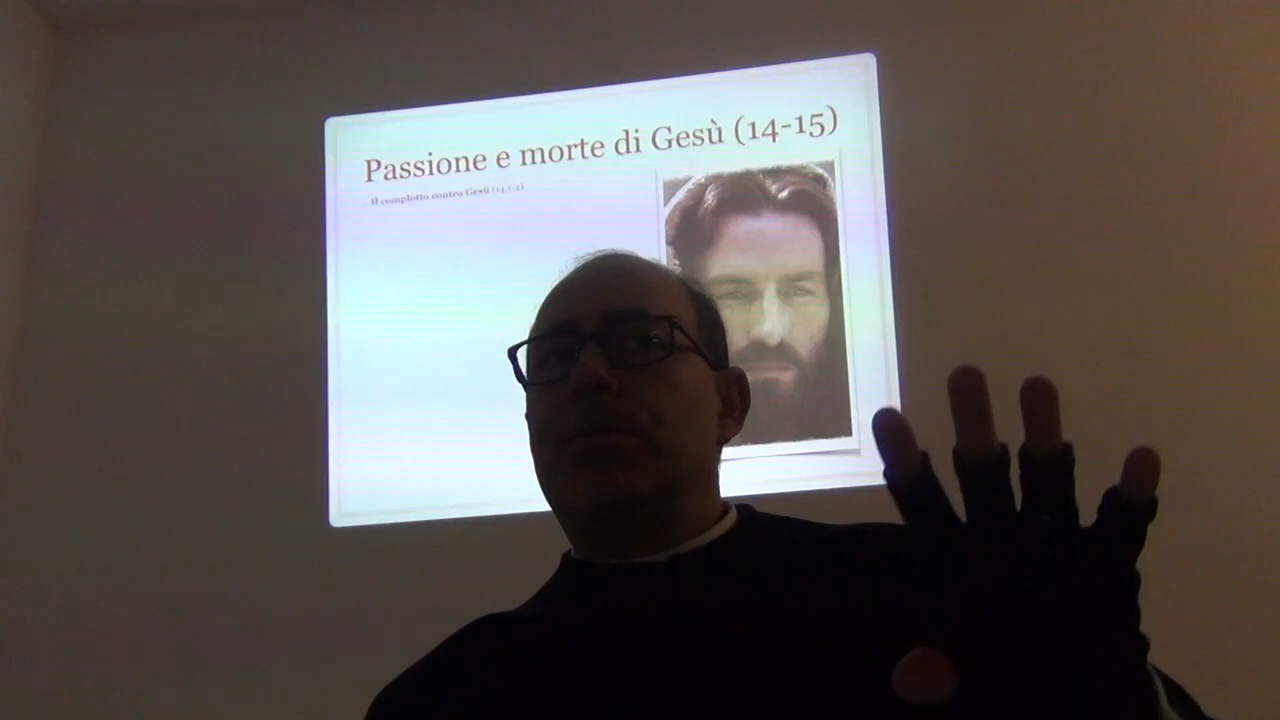 Passione e morte di Gesù (14-15)
Il complotto contro Gesù (14,1-2)